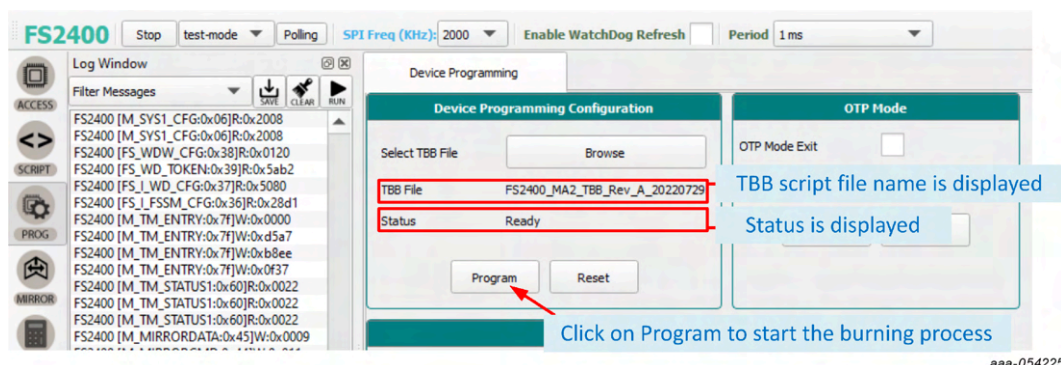 FS2400 Stop test-mode Polling SPI Freq (KHz): 2000 Enable WatchDog Refresh Period 1 ms
Log Window
Filter Messages SAVE CLEAR RUN
ACCESS
SCRIPT
PROG
MIRROR
FS2400 [M_SYS1_CFG:0x06]R:0x2008
FS2400 [M_SYS1_CFG:0x06]R:0x2008
FS2400 [FS_WDW_CFG:0x38]R:0x0120
FS2400 [FS_WD_TOKEN:0x39]R:0x5ab2
FS2400 [FS_I_WD_CFG:0x37]R:0x5080
FS2400 [FS_I_FSSM_CFG:0x36]R:0x28d1
FS2400 [M_TM_ENTRY:0x7f]W:0x0000
FS2400 [M_TM_ENTRY:0x7f]W:0xd5a7
FS2400 [M_TM_ENTRY:0x7f]W:0xb8ee
FS2400 [M_TM_ENTRY:0x7f]W:0x0f37
FS2400 [M_TM_STATUS1:0x60]R:0x0022
FS2400 [M_TM_STATUS1:0x60]R:0x0022
FS2400 [M_TM_STATUS1:0x60]R:0x0022
FS2400 [M_MIRRORDATA:0x45]W:0x0009
Device Programming
Device Programming Configuration
Select TBB File Browse
TBB File FS2400_MA2_TBB_Rev_A_20220729
Status Ready
Program Reset
OTP Mode
OTP Mode Exit
TBB script file name is displayed
Status is displayed
Click on Program to start the burning process